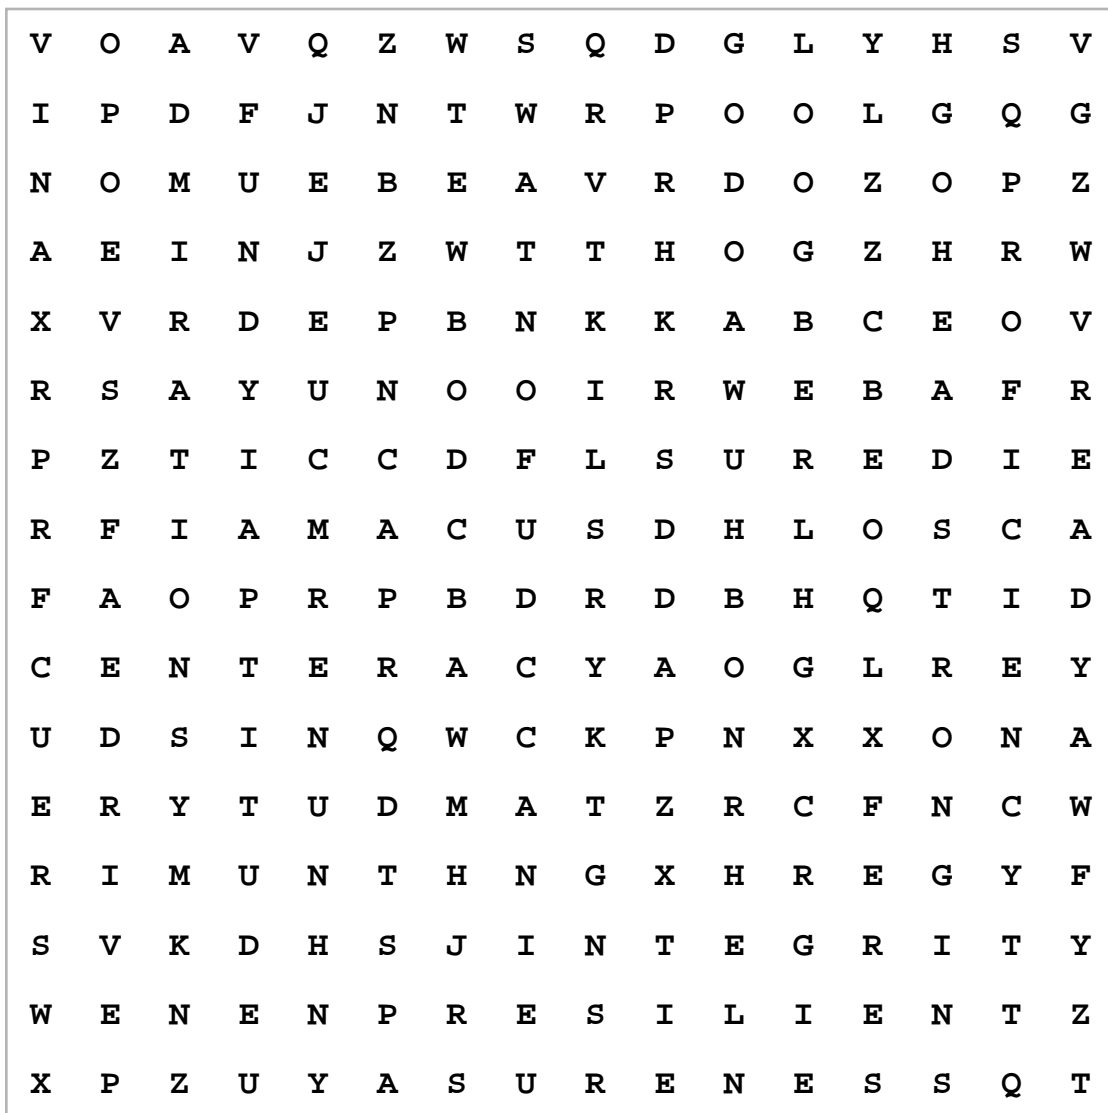 V O A V Q Z W S Q D G L Y H S V
I P D F J N T W R P O O L G Q G
N O M U E B E A V R D O Z O P Z
A E I N J Z W T T H O G Z H R W
X V R D E P B N K K A B C E O V
R S A Y U N O O I R W E B A F R
P Z T I C C D F L S U R E D I E
R F I A M A C U S D H L O S C A
F A O P R P B D R D B H Q T I D
C E N T E R A C Y A O G L R E Y
U D S I N Q W C K P N X X O N A
E R Y T U D M A T Z R C F N C W
R I M U N T H N G X H R E G Y F
S V K D H S J I N T E G R I T Y
W E N E N P R E S I L I E N T Z
X P Z U Y A S U R E N E S S Q T